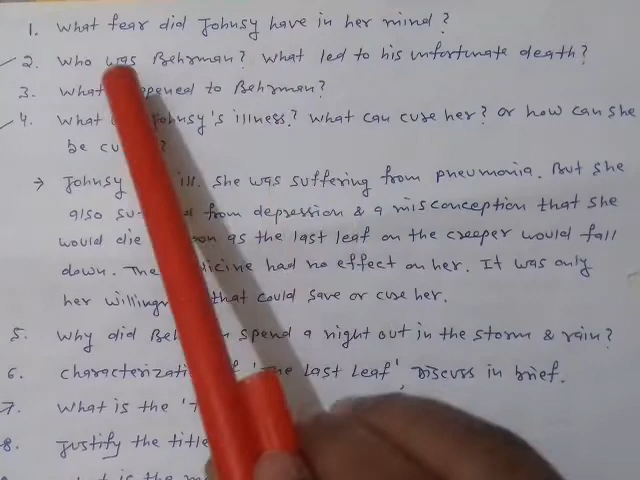 1. What fear did Johnsy have in her mind?
2. Who was Behrman? What led to his unfortunate death?
3. What ppened to Behrman?
4. What Johnsy's illness? What can cure her? or how can she
be cu ?
→ Johnsy ill. She was suffering from pneumonia. But she
also su d from depression & a misconception that she
would die on as the last leaf on the creeper would fall
down. The dicine had no effect on her. It was only
her willingn that could save or cure her.
5. Why did Beh n spend a night out in the storm & rain?
6. Characterizati f 'The Last Leaf', Discuss in brief.
7. What is the 'T
8. Justify the title